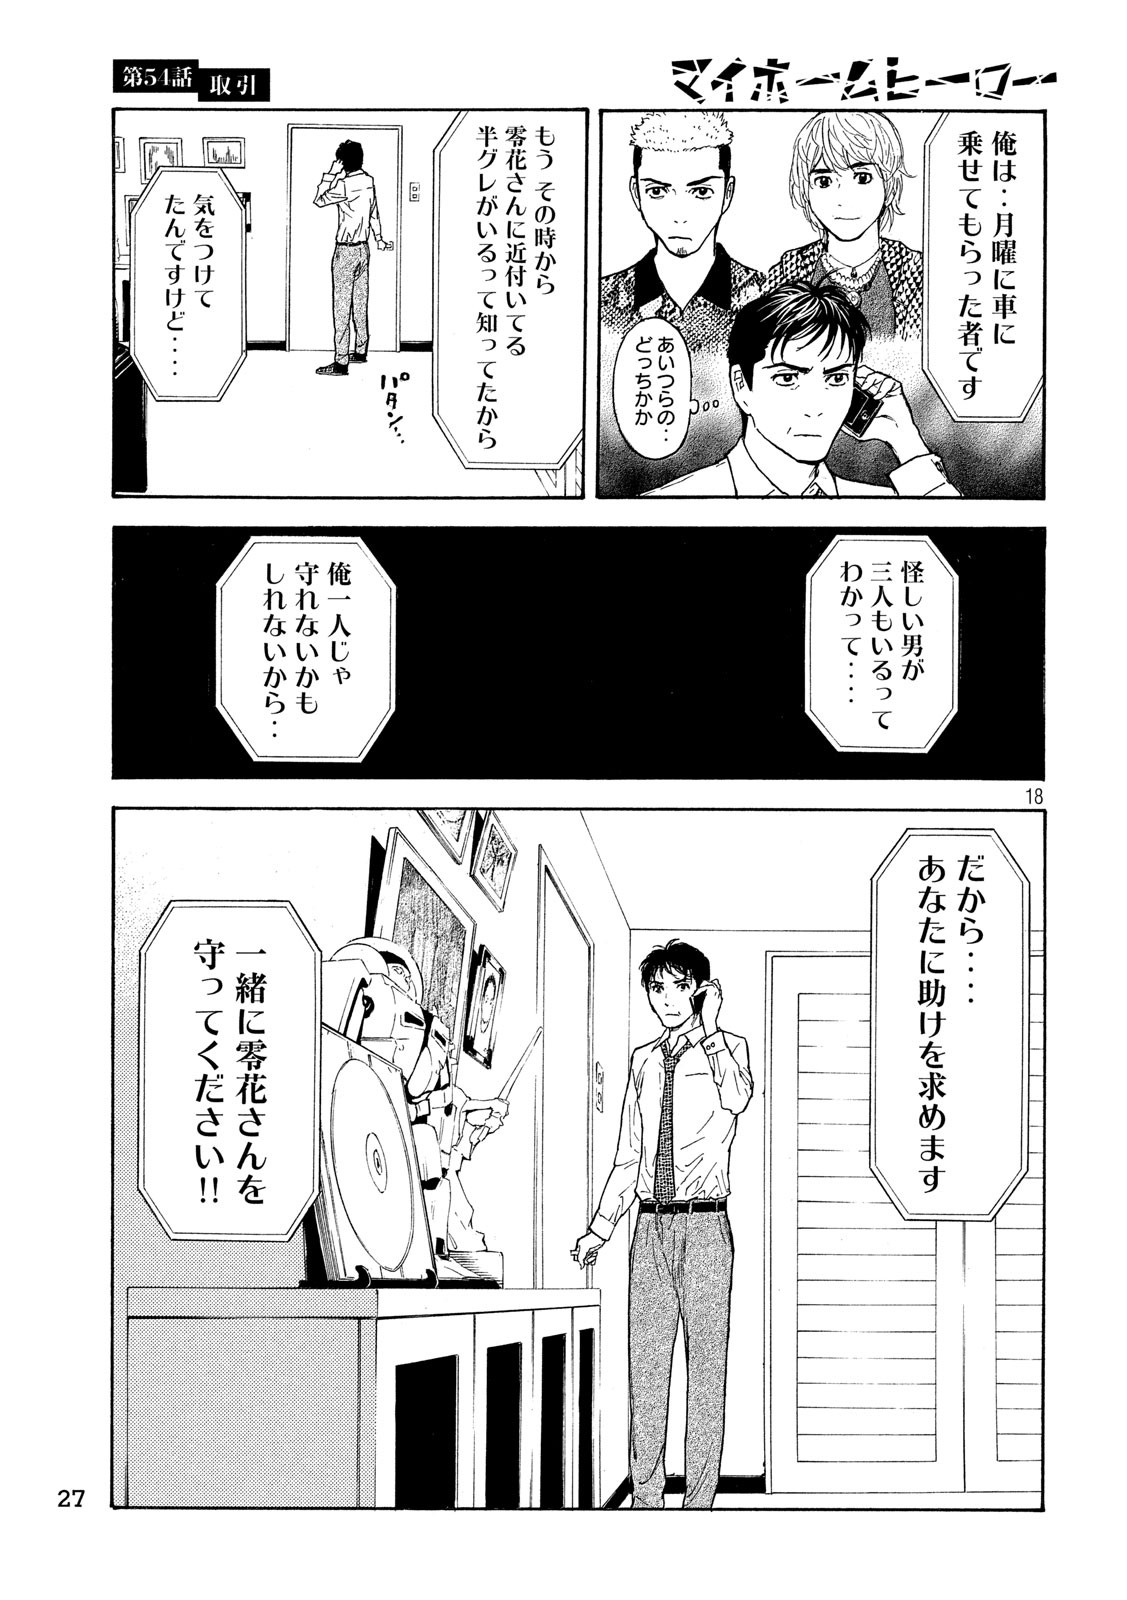 第54話
取引
マイホームヒーロー
俺は‥月曜に車に
乗せてもらった者です
あいつらの‥
どっちかか
もう その時から
零花さんに近付いてる
半グレがいるって知ってたから
気をつけて
たんですけど‥‥
パタン…
怪しい男が
三人もいるって
わかって‥‥
俺一人じゃ
守れないかも
しれないから‥
18
だから‥‥
あなたに助けを求めます
一緒に零花さんを
守ってください!!
27